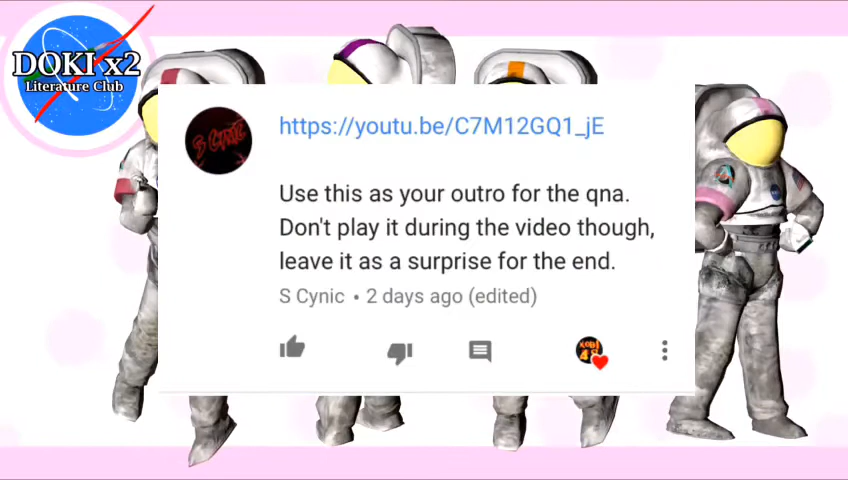 DOKI x2
Literature Club
S CYNIC
https://youtu.be/C7M12GQ1_jE
Use this as your outro for the qna.
Don't play it during the video though,
leave it as a surprise for the end.
S Cynic • 2 days ago (edited)